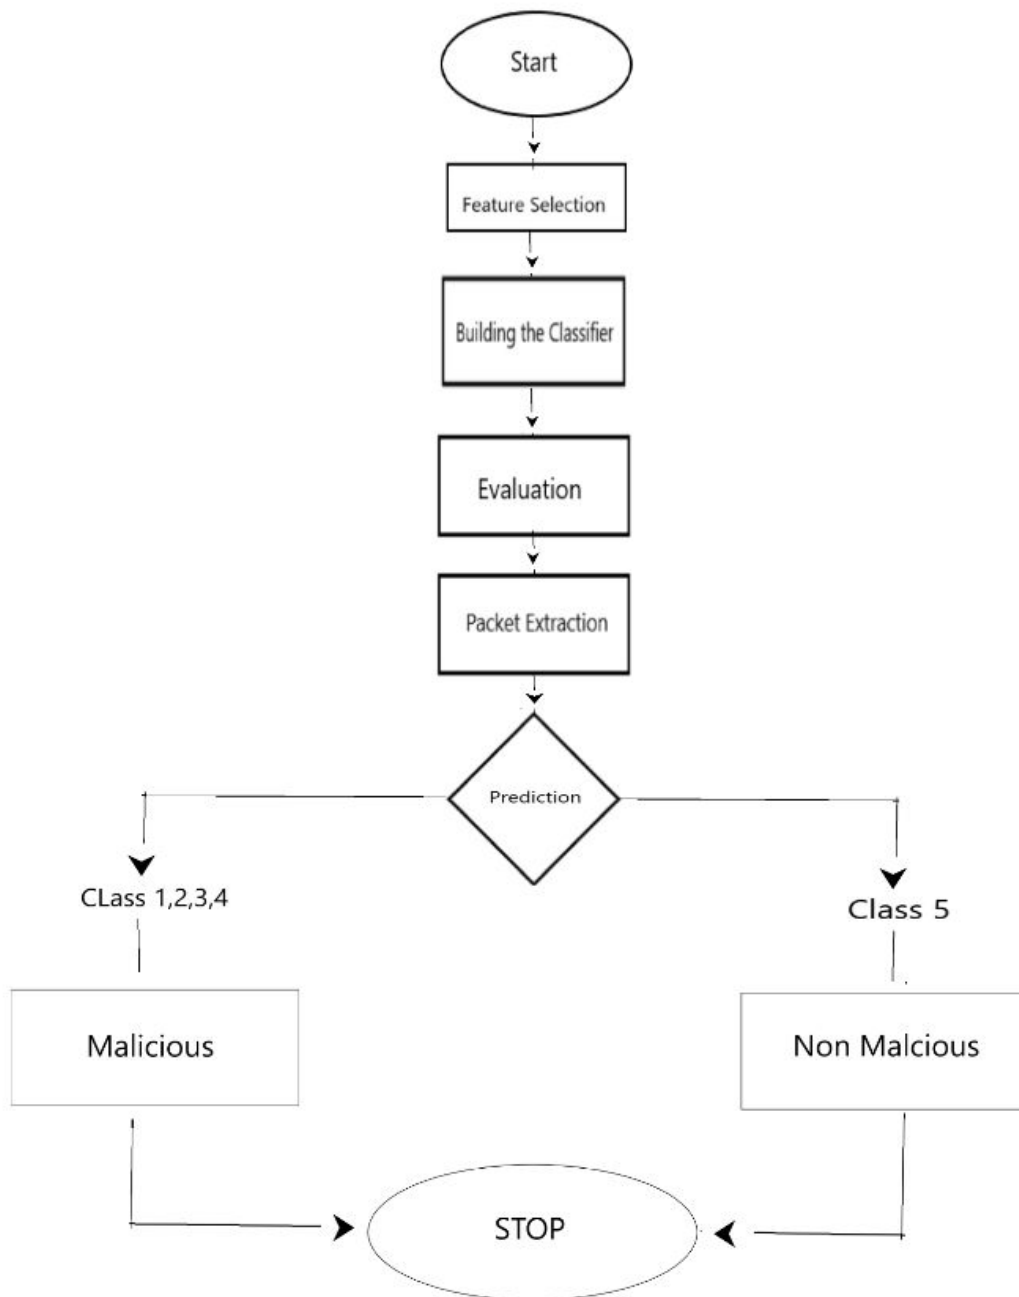 Start
Feature Selection
Building the Classifier
Evaluation
Packet Extraction
Prediction
CLass 1,2,3,4
Class 5
Malicious
Non Malcious
STOP